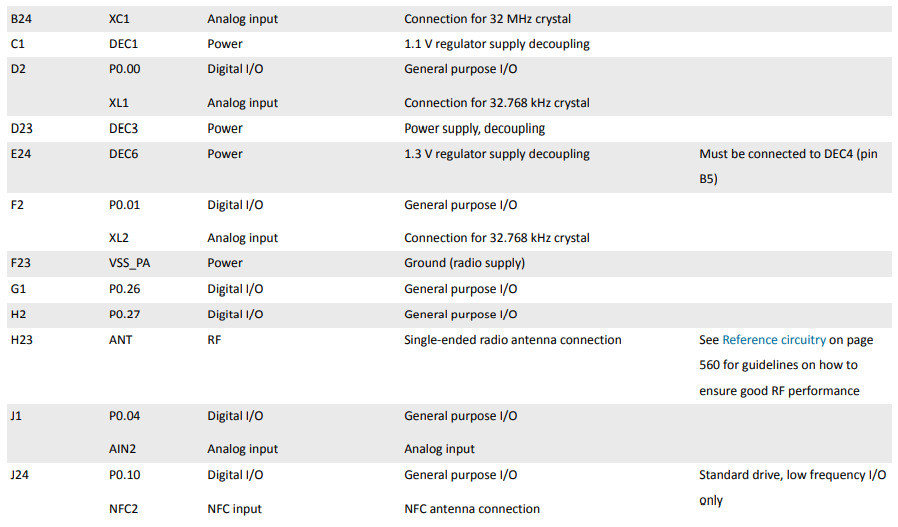 B24 XC1 Analog input Connection for 32 MHz crystal
C1 DEC1 Power 1.1 V regulator supply decoupling
D2 P0.00 Digital I/O General purpose I/O
XL1 Analog input Connection for 32.768 kHz crystal
D23 DEC3 Power Power supply, decoupling
E24 DEC6 Power 1.3 V regulator supply decoupling Must be connected to DEC4 (pin
B5)
F2 P0.01 Digital I/O General purpose I/O
XL2 Analog input Connection for 32.768 kHz crystal
F23 VSS_PA Power Ground (radio supply)
G1 P0.26 Digital I/O General purpose I/O
H2 P0.27 Digital I/O General purpose I/O
H23 ANT RF Single-ended radio antenna connection See Reference circuitry on page
560 for guidelines on how to
ensure good RF performance
J1 P0.04 Digital I/O General purpose I/O
AIN2 Analog input Analog input
J24 P0.10 Digital I/O General purpose I/O Standard drive, low frequency I/O
only
NFC2 NFC input NFC antenna connection